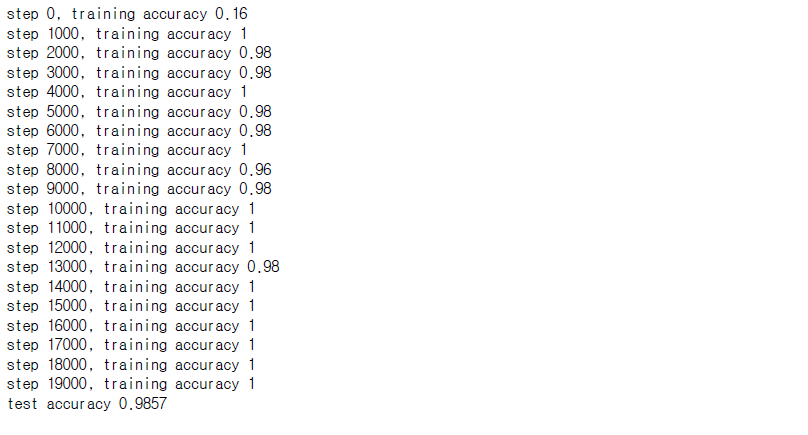 step 0, training accuracy 0.16
step 1000, training accuracy 1
step 2000, training accuracy 0.98
step 3000, training accuracy 0.98
step 4000, training accuracy 1
step 5000, training accuracy 0.98
step 6000, training accuracy 0.98
step 7000, training accuracy 1
step 8000, training accuracy 0.96
step 9000, training accuracy 0.98
step 10000, training accuracy 1
step 11000, training accuracy 1
step 12000, training accuracy 1
step 13000, training accuracy 0.98
step 14000, training accuracy 1
step 15000, training accuracy 1
step 16000, training accuracy 1
step 17000, training accuracy 1
step 18000, training accuracy 1
step 19000, training accuracy 1
test accuracy 0.9857